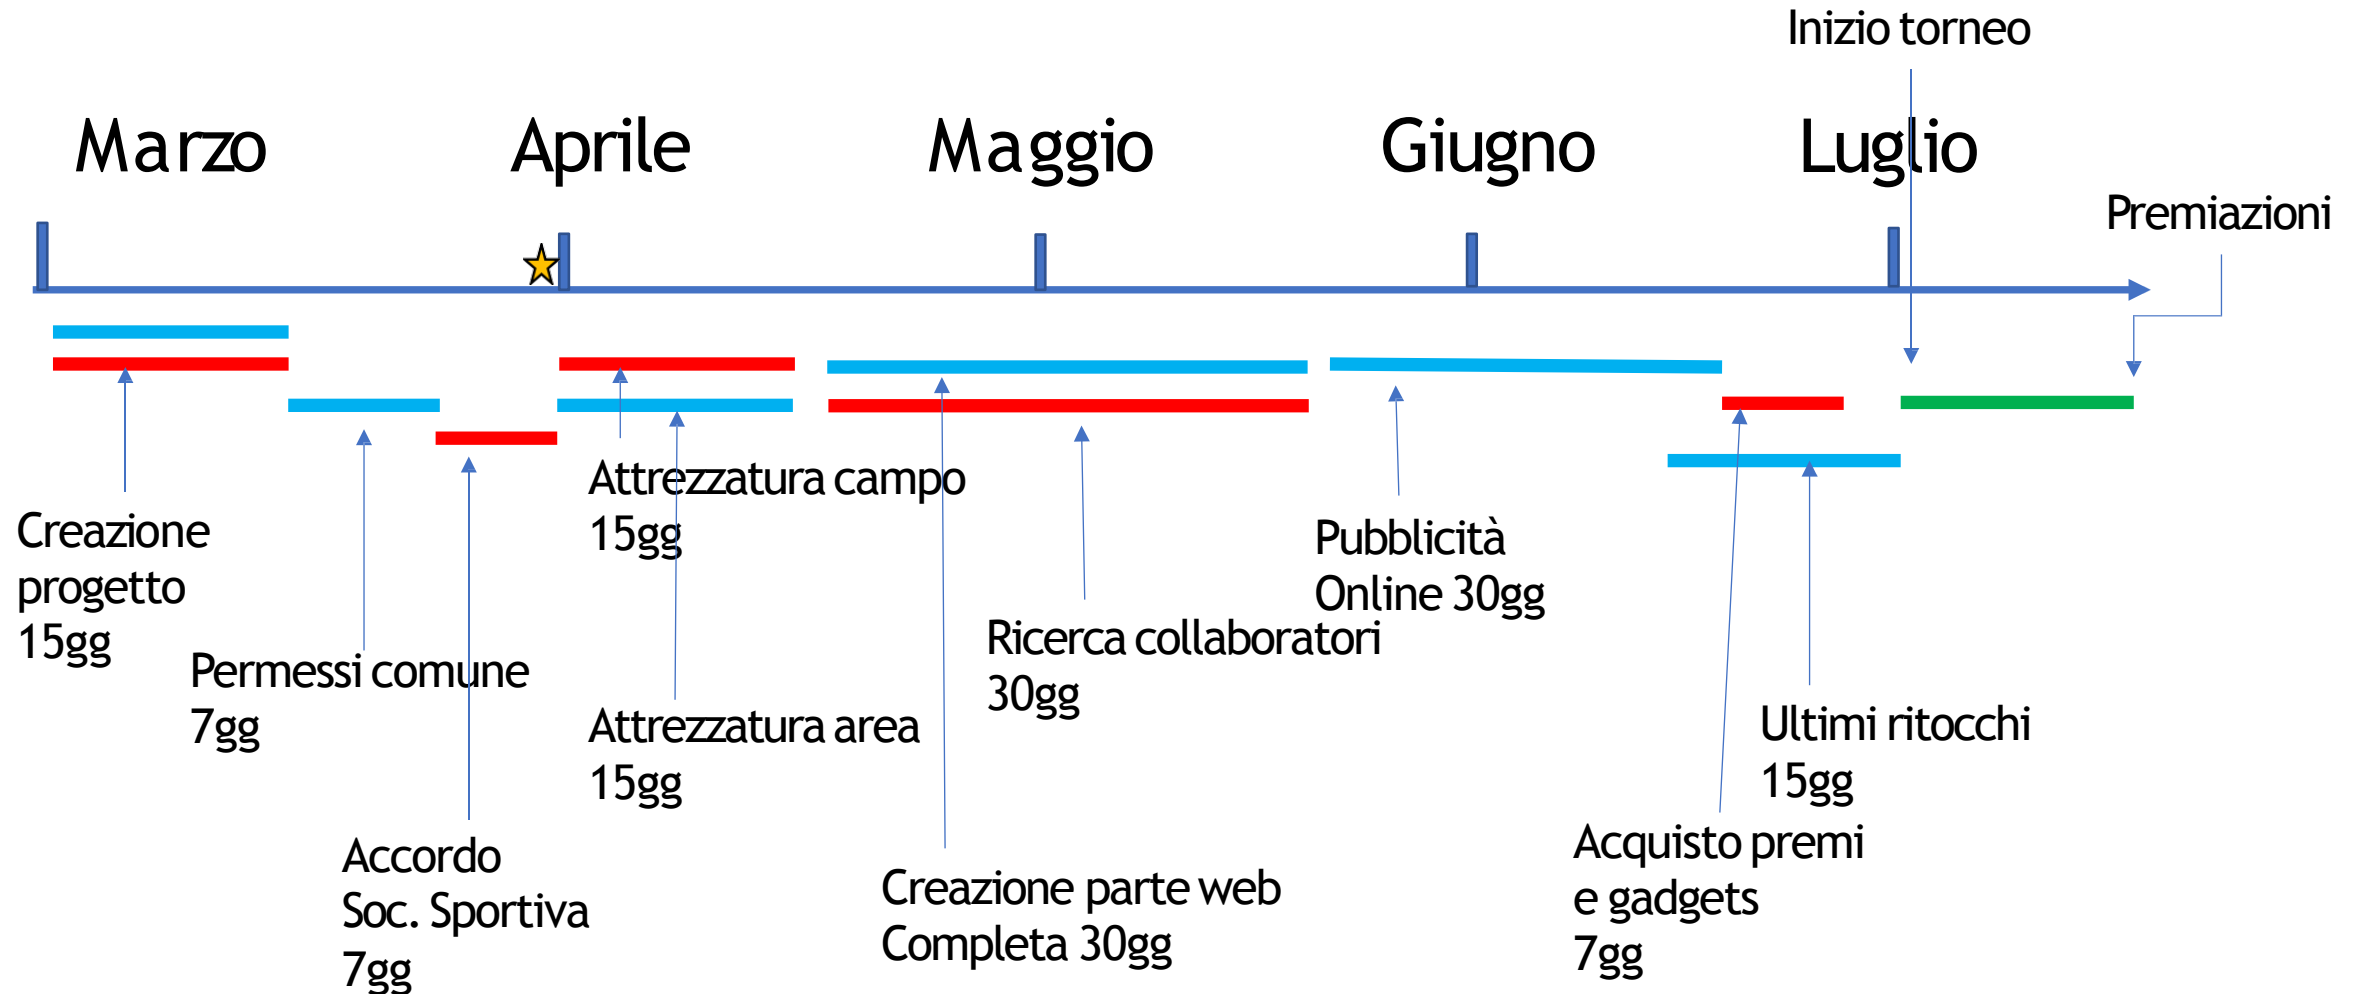 Inizio torneo
Marzo
Aprile
Maggio
Giugno
Luglio
Premiazioni
Creazione
progetto
15gg
Permessi comune
7gg
Accordo
Soc. Sportiva
7gg
Attrezzatura campo
15gg
Attrezzatura area
15gg
Creazione parte web
Completa 30gg
Ricerca collaboratori
30gg
Pubblicità
Online 30gg
Acquisto premi
e gadgets
7gg
Ultimi ritocchi
15gg